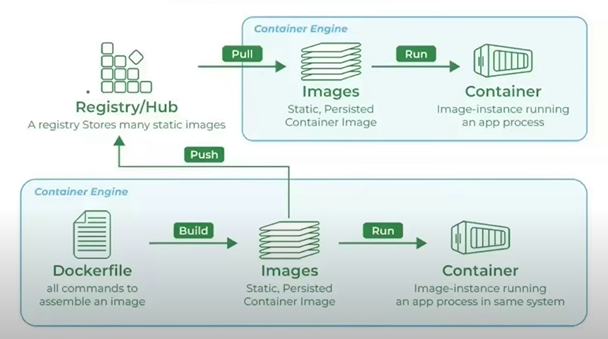 Container Engine
Pull
Run
Images
Static, Persisted
Container Image
Container
Image-instance running
an app process
Registry/Hub
A registry Stores many static images
Push
Container Engine
Build
Run
Dockerfile
all commands to
assemble an image
Images
Static, Persisted
Container Image
Container
Image-instance running
an app process in same system